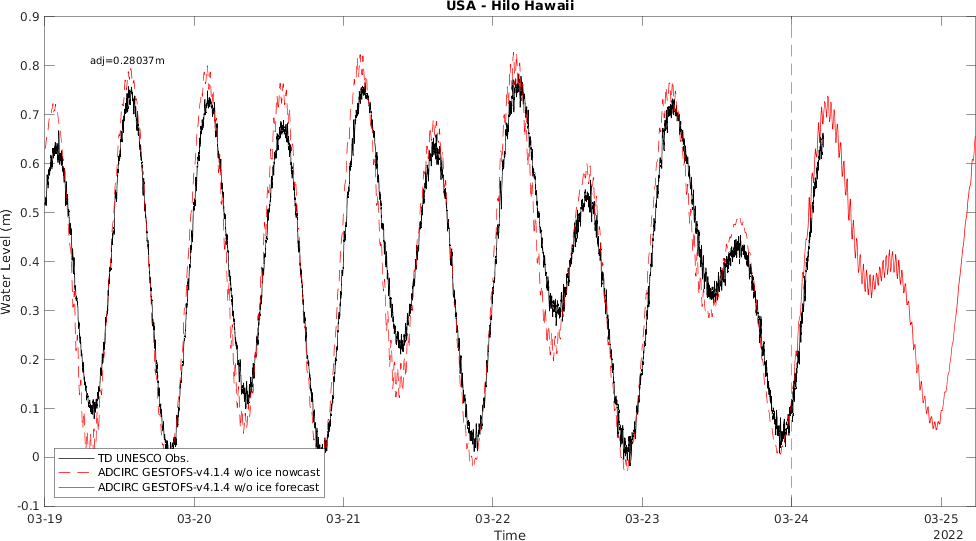 USA - Hilo Hawaii
0.9
0.8
0.7
0.6
0.5
0.4
0.3
0.2
0.1
0
-0.1
Water Level (m)
adj=0.28037m
TD UNESCO Obs.
ADCIRC GESTOFS-v4.1.4 w/o ice nowcast
ADCIRC GESTOFS-v4.1.4 w/o ice forecast
03-19 03-20 03-21 03-22 03-23 03-24 03-25
Time
2022